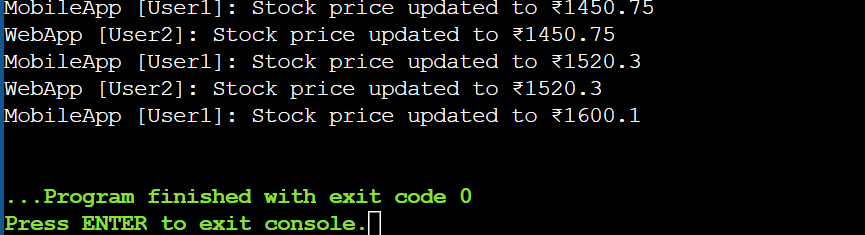 MobileApp [User1]: Stock price updated to ₹1450.75
WebApp [User2]: Stock price updated to ₹1450.75
MobileApp [User1]: Stock price updated to ₹1520.3
WebApp [User2]: Stock price updated to ₹1520.3
MobileApp [User1]: Stock price updated to ₹1600.1
...Program finished with exit code 0
Press ENTER to exit console.